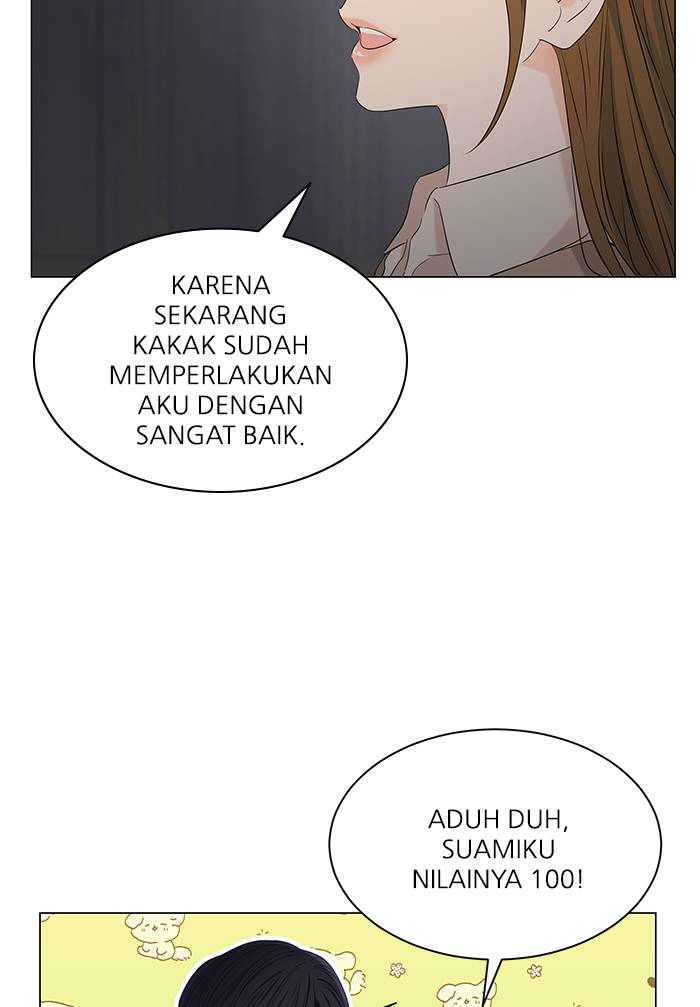 KARENA
SEKARANG
KAKAK SUDAH
MEMPERLAKUKAN
AKU DENGAN
SANGAT BAIK.
ADUH DUH,
SUAMIKU
NILAINYA 100!